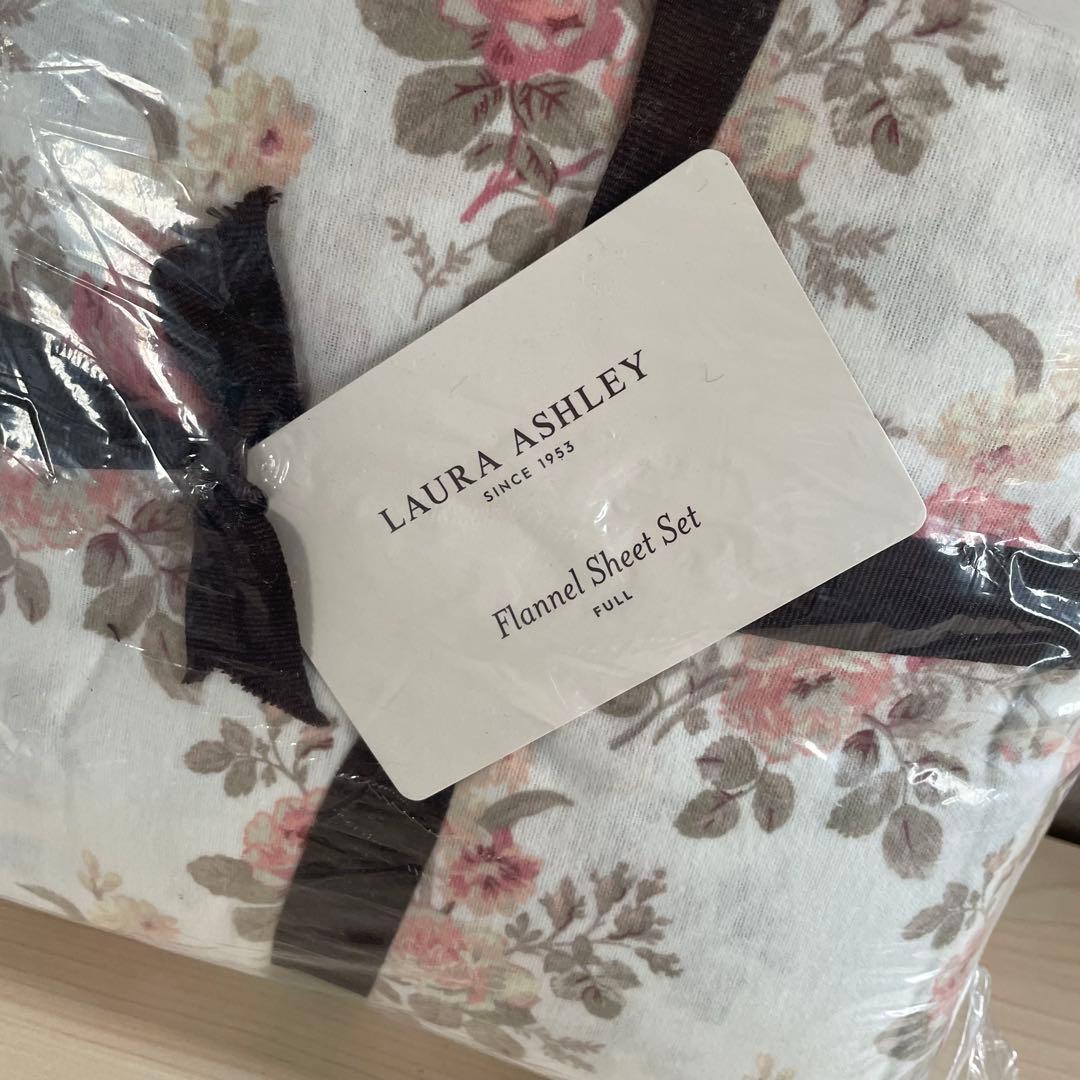 LAURA ASHLEY
SINCE 1953
Flannel Sheet Set
FULL